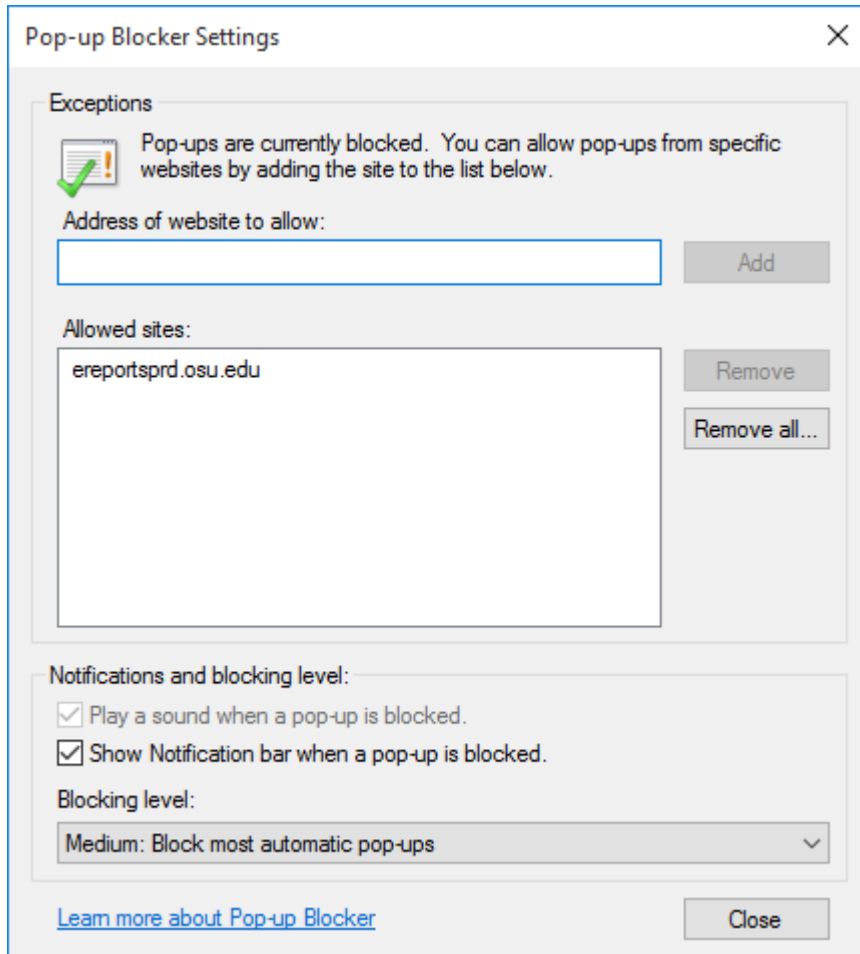 Pop-up Blocker Settings
Exceptions
Pop-ups are currently blocked. You can allow pop-ups from specific
websites by adding the site to the list below.
Address of website to allow:
Add
Allowed sites:
ereportsprd.osu.edu
Remove
Remove all...
Notifications and blocking level:
Play a sound when a pop-up is blocked.
Show Notification bar when a pop-up is blocked.
Blocking level:
Medium: Block most automatic pop-ups
Learn more about Pop-up Blocker
Close